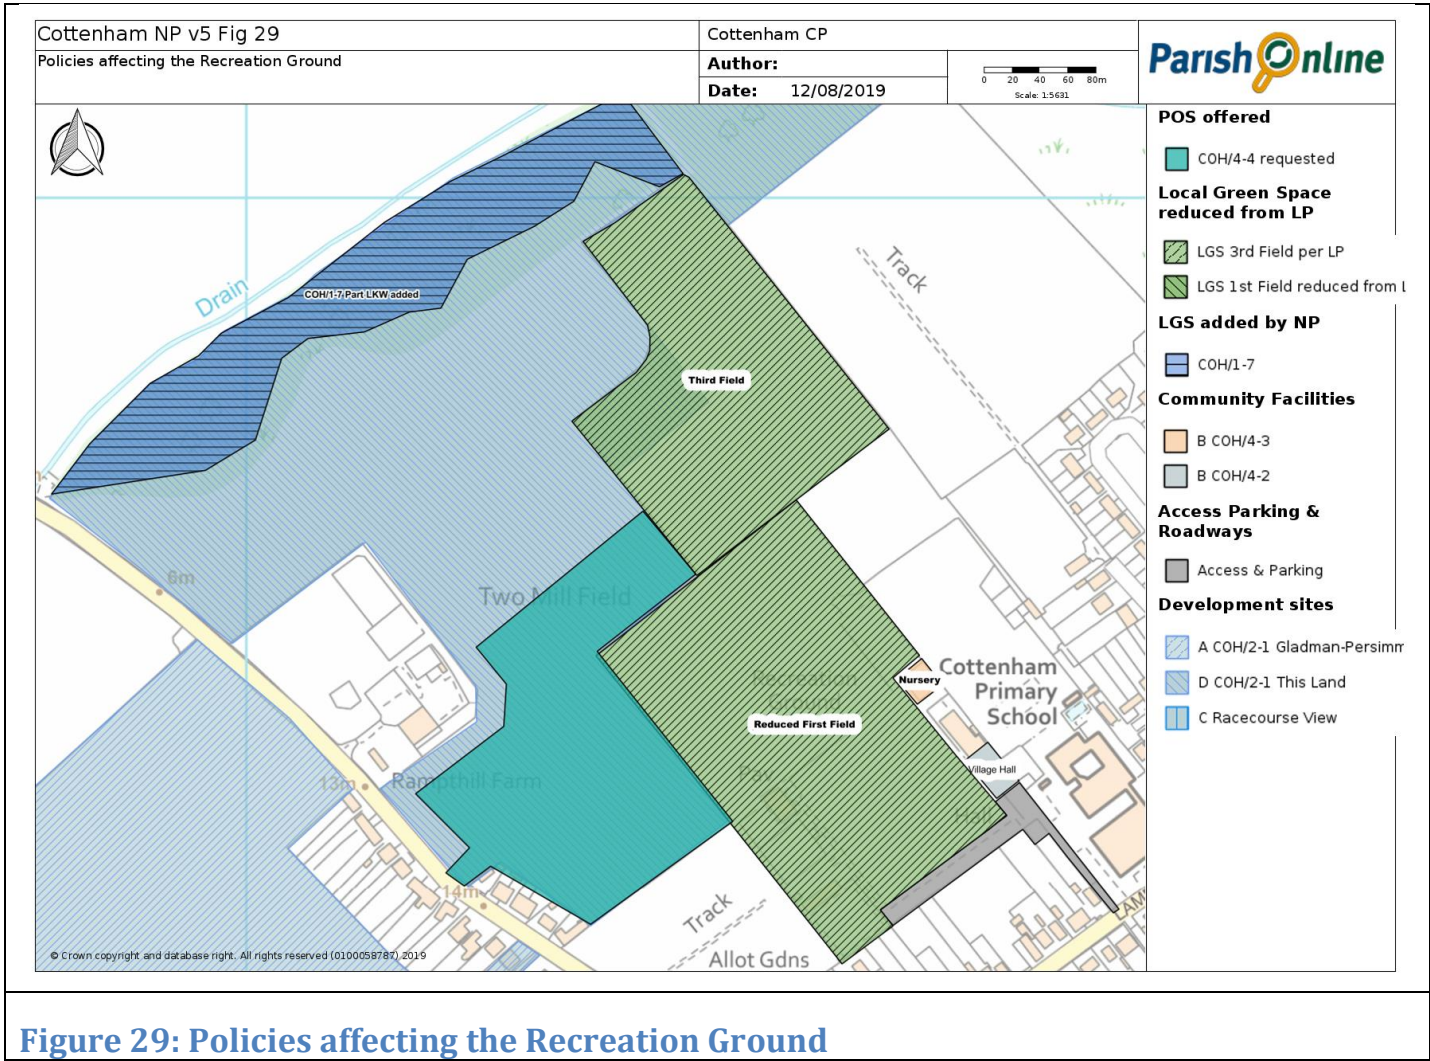 Cottenham NP v5 Fig 29
Cottenham CP
Policies affecting the Recreation Ground
Author:
Date: 12/08/2019
0 20 40 60 80m
Scale: 1:5631
Parish Online
POS offered
COH/4-4 requested
Local Green Space
reduced from LP
LGS 3rd Field per LP
LGS 1st Field reduced from L
LGS added by NP
COH/1-7
Community Facilities
B COH/4-3
B COH/4-2
Access Parking &
Roadways
Access & Parking
Development sites
A COH/2-1 Gladman-Persimm
D COH/2-1 This Land
C Racecourse View
Drain
COH/1-7 Part LKW added
Track
Third Field
6m
Two Mill Field
Recreation
Nursery
Cottenham
Primary
School
Reduced First Field
Village Hall
13m
Rampthill Farm
Hall
14m
Track
LAM
Allot Gdns
© Crown copyright and database right. All rights reserved (0100058787) 2019
Figure 29: Policies affecting the Recreation Ground